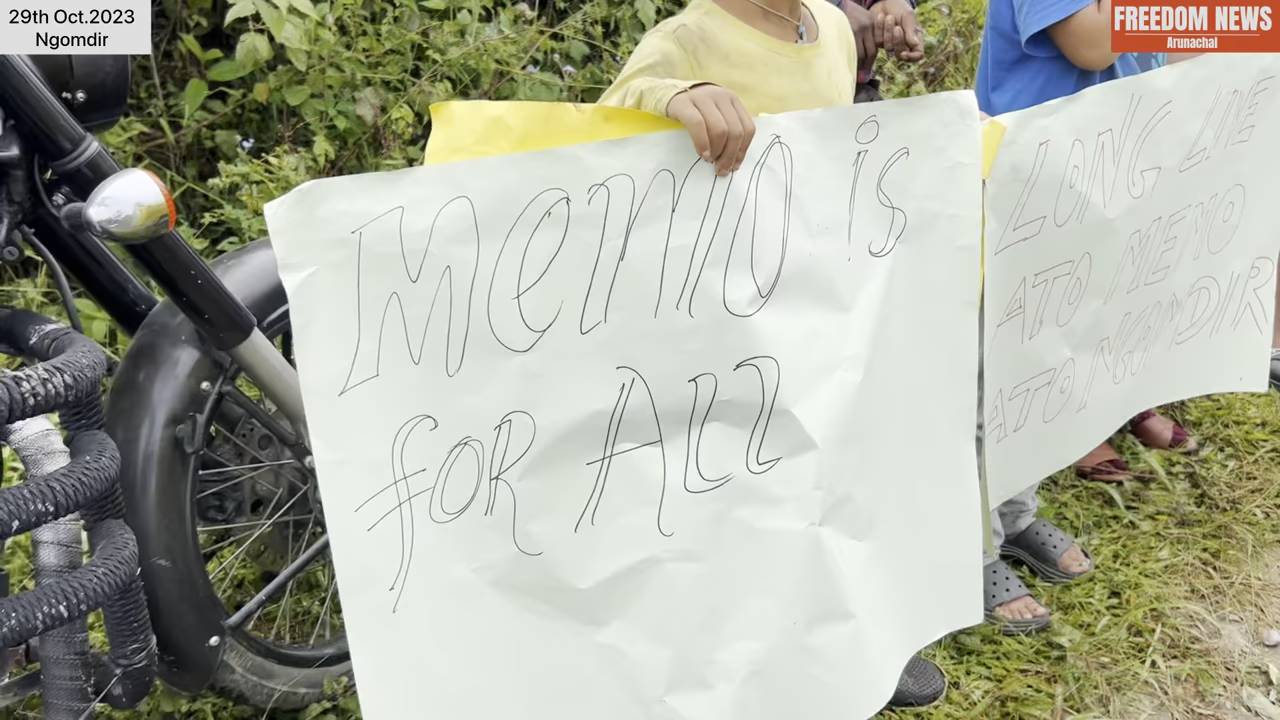 29th Oct.2023
Ngomdir
FREEDOM NEWS
Arunachal
Memo is
for ALL
LONG LIVE
ATO MEMO
ATO NGOMDIR